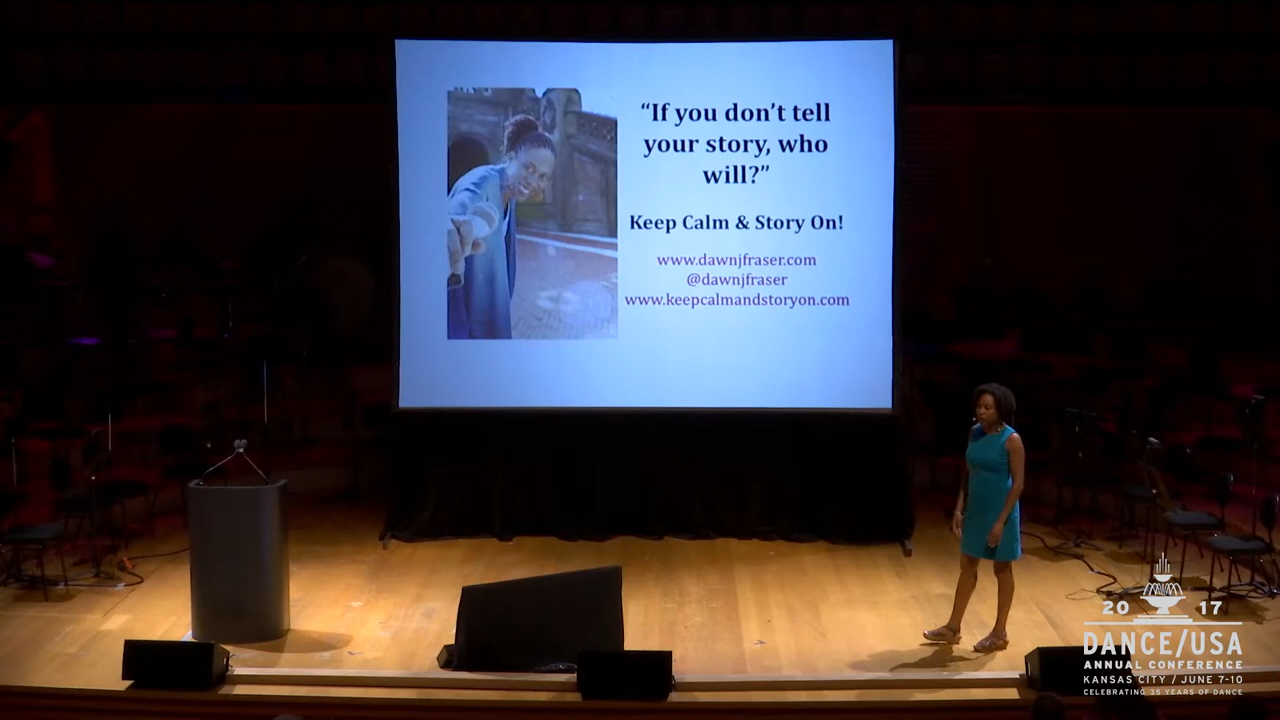 “If you don’t tell
your story, who
will?”
Keep Calm & Story On!
www.dawnjfraser.com
@dawnjfraser
www.keepcalmandstoryon.com
20 17
DANCE/USA
ANNUAL CONFERENCE
KANSAS CITY / JUNE 7-10
CELEBRATING 35 YEARS OF DANCE